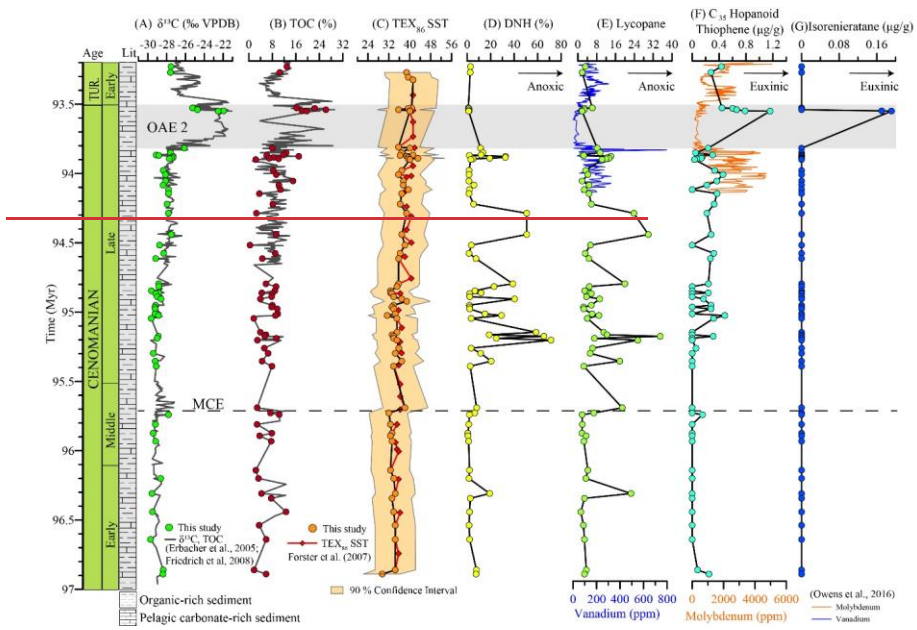 (A) δ¹³C (‰ VPDB)
-30 -28 -26 -24 -22
(B) TOC (%)
0 8 16 24 32
(C) TEX₈₆ SST
24 32 40 48 56
(D) DNH (%)
0 20 40 60 80
(E) Lycopane
0 8 16 24 32 40
(F) C₃₅ Hopanoid
Thiophene (µg/g)
0 0.4 0.8 1.2
(G)Isorenieratane (µg/g)
0 0.1 0.2
Age
Lit.
TUR.
Early
CENOMANIAN
Late
Middle
Early
Time (Myr)
93.5
94
94.5
95
95.5
96
96.5
97
OAE 2
MCE
Anoxic
Anoxic
Euxinic
Euxinic
This study
δ¹³C, TOC
(Erbacher et al., 2005;
Friedrich et al, 2008)
This study
TEX₈₆ SST
Forster et al. (2007)
90 % Confidence Interval
Organic-rich sediment
Pelagic carbonate-rich sediment
0 200 400 600 800
Vanadium (ppm)
0 2000 4000 6000
Molybdenum (ppm)
(Owens et al., 2016)
Molybdenum
Vanadium